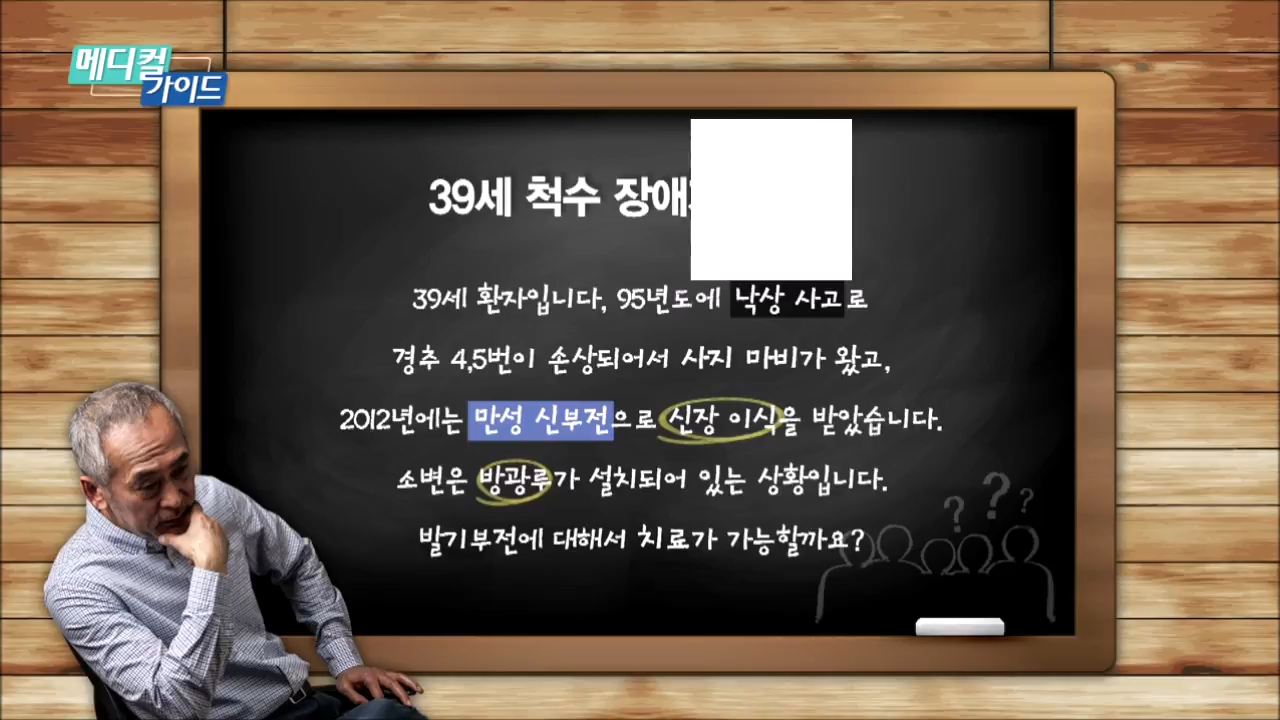 메디컬
가이드
39세 척수 장애
39세 환자입니다, 95년도에 낙상 사고로
경추 4,5번이 손상되어서 사지 마비가 왔고,
2012년에는 만성 신부전으로 신장 이식을 받았습니다.
소변은 방광루가 설치되어 있는 상황입니다.
발기부전에 대해서 치료가 가능할까요?
? ? ?